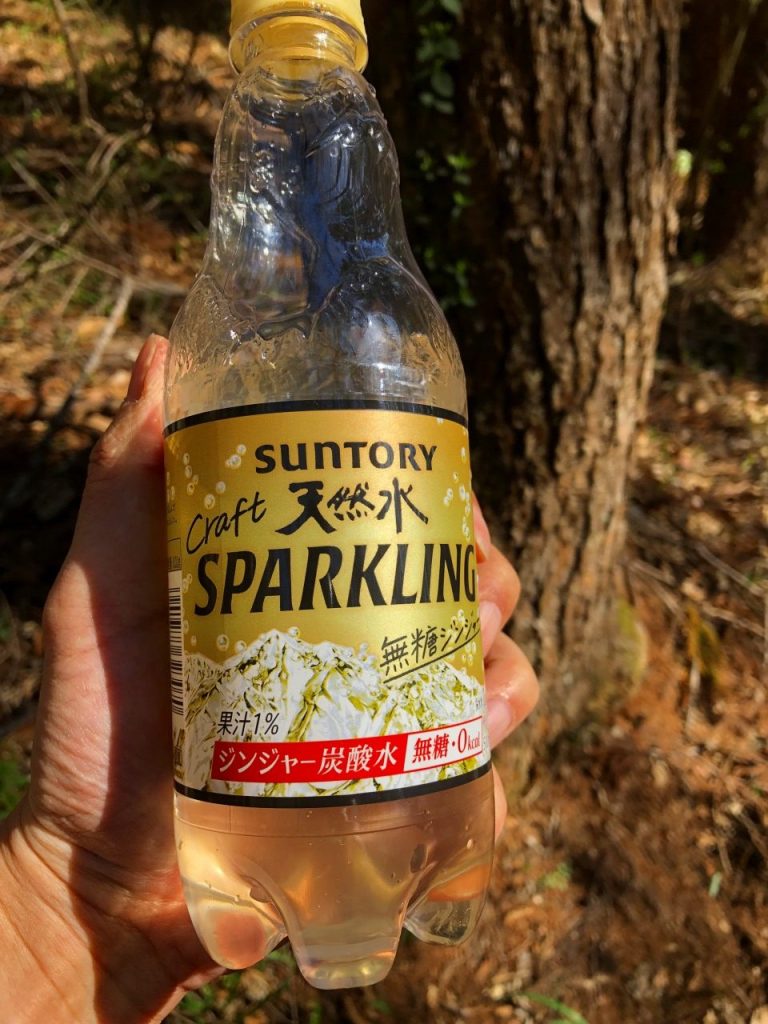 SUNTORY
Craft 天然水
SPARKLING
無糖ジンジャー
果汁1%
ジンジャー炭酸水 無糖・0kcal